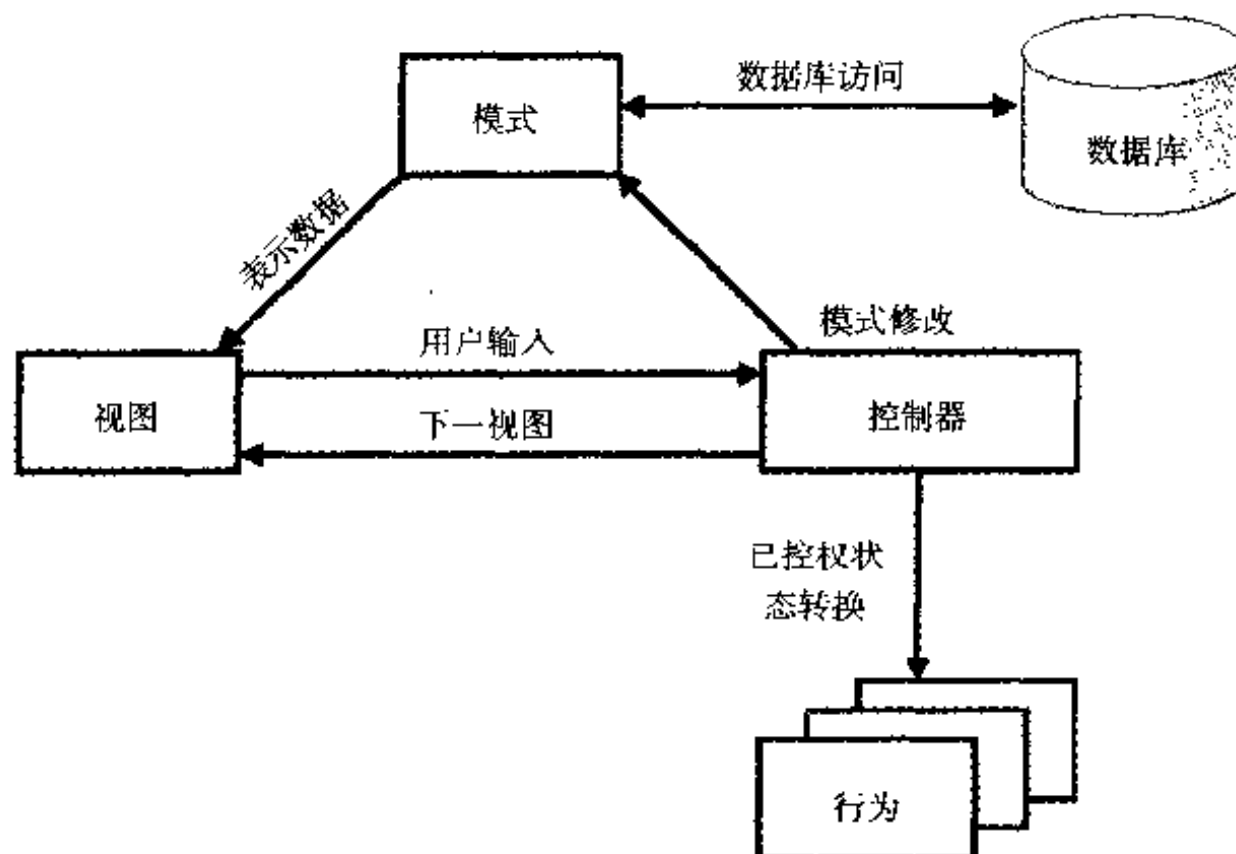 数据库访问
模式
数据库
表示数据
模式修改
用户输入
视图
控制器
下一视图
已控权状
态转换
行为